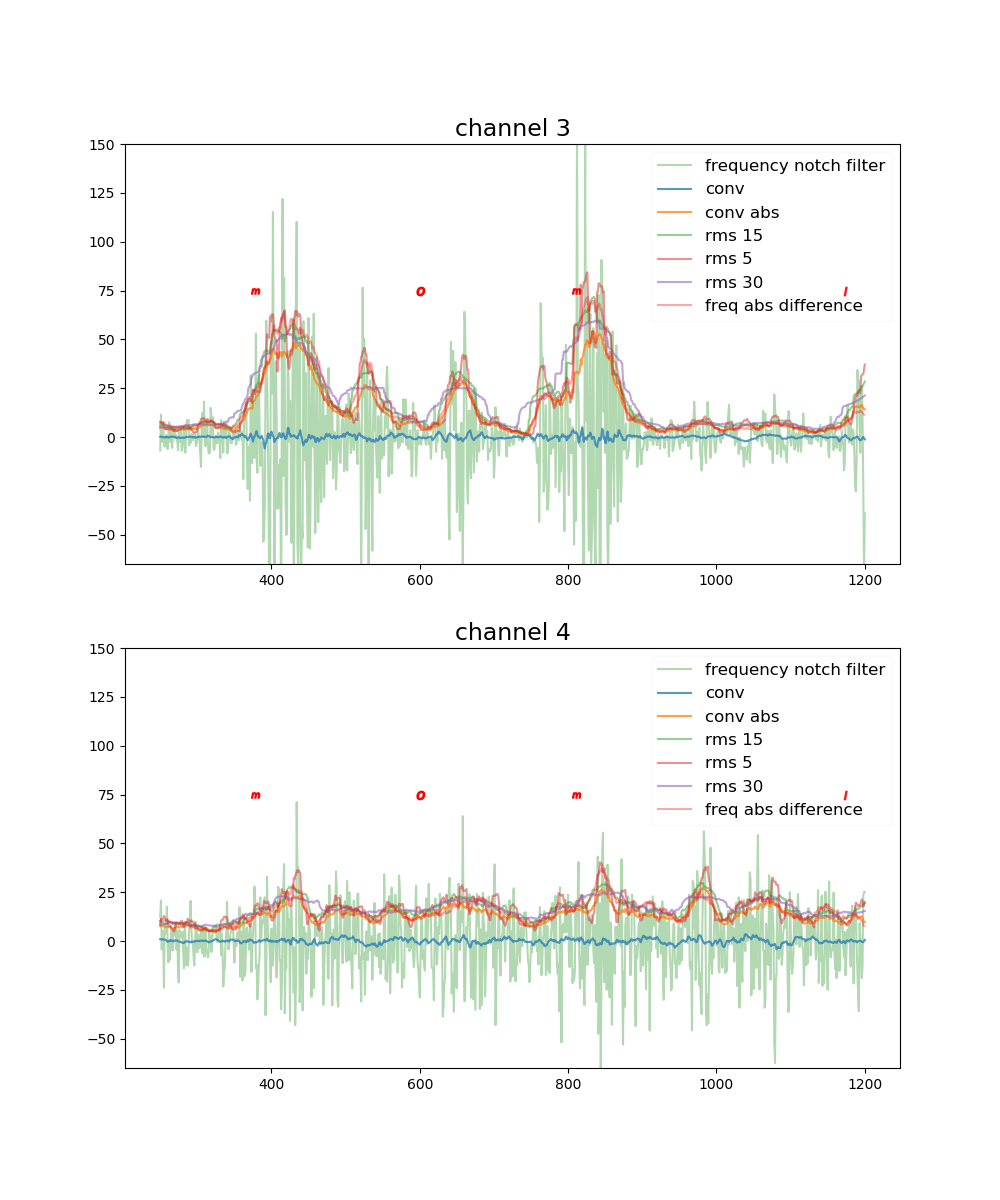 channel 3
150
125
100
75
50
25
0
−25
−50
400 600 800 1000 1200
frequency notch filter
conv
conv abs
rms 15
rms 5
rms 30
freq abs difference
m O m I
channel 4
150
125
100
75
50
25
0
−25
−50
400 600 800 1000 1200
frequency notch filter
conv
conv abs
rms 15
rms 5
rms 30
freq abs difference
m O m I